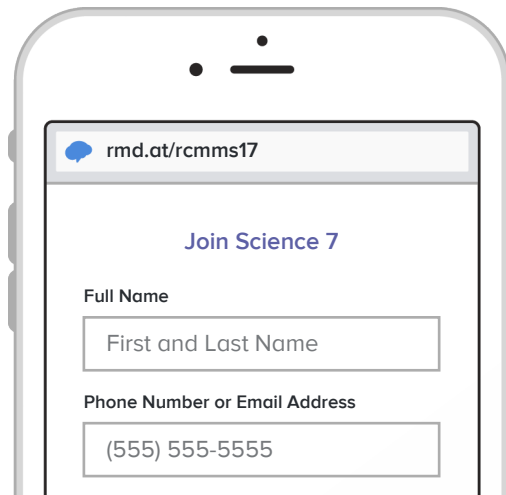 rmd.at/rcmms17
Join Science 7
Full Name
First and Last Name
Phone Number or Email Address
(555) 555-5555